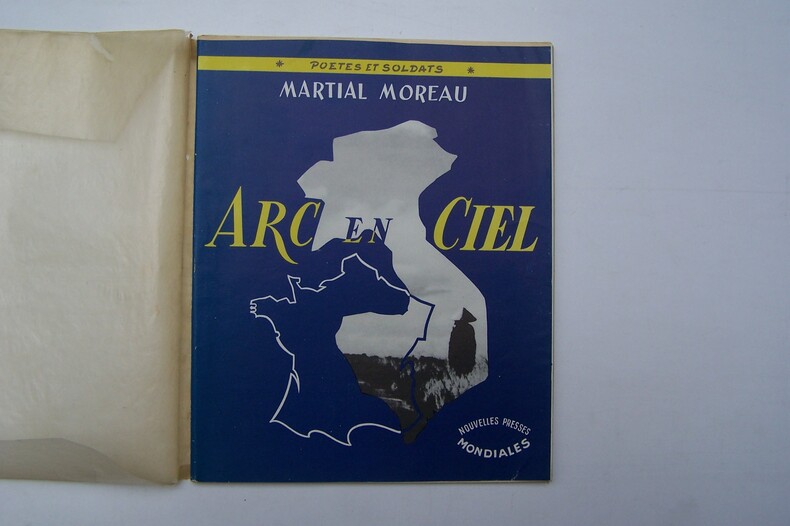 * POETES ET SOLDATS *
MARTIAL MOREAU
ARC EN CIEL
NOUVELLES PRESSES
MONDIALES